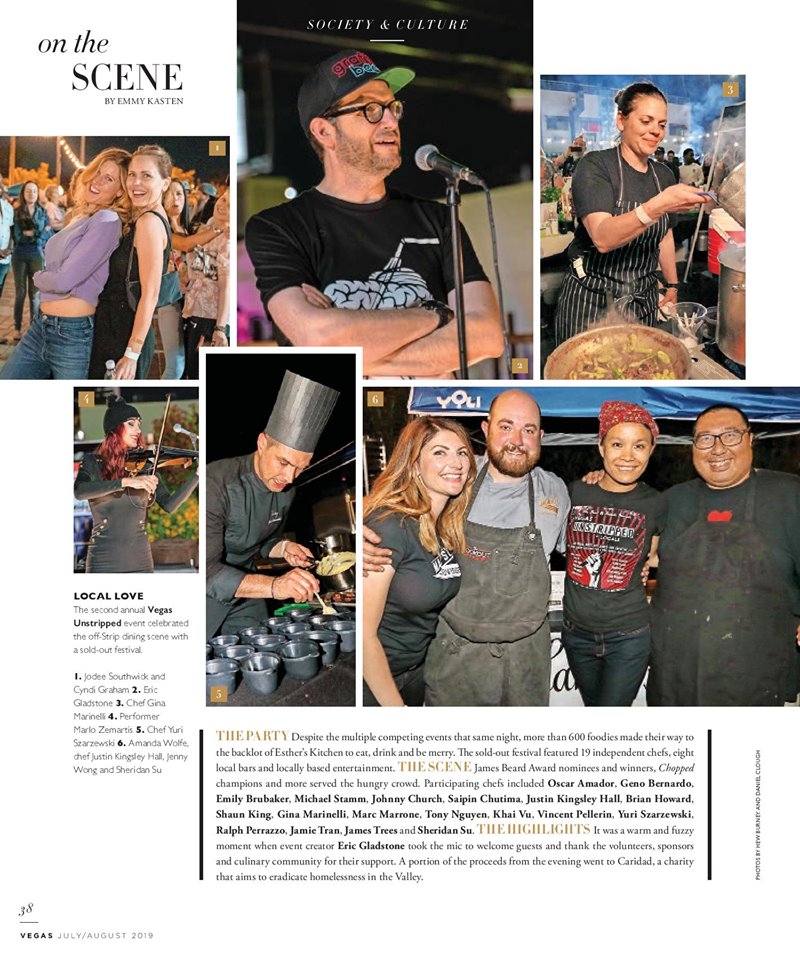 SOCIETY & CULTURE
on the
SCENE
BY EMMY KASTEN
1
2
3
4
5
6
YOLI
UNSTRIPPED
LOCAL LOVE
The second annual Vegas
Unstripped event celebrated
the off-Strip dining scene with
a sold-out festival.
1. Jodee Southwick and
Cyndi Graham 2. Eric
Gladstone 3. Chef Gina
Marinelli 4. Performer
Marlo Zemartis 5. Chef Yuri
Szarzewski 6. Amanda Wolfe,
chef Justin Kingsley Hall, Jenny
Wong and Sheridan Su
THE PARTY Despite the multiple competing events that same night, more than 600 foodies made their way to
the backlot of Esther's Kitchen to eat, drink and be merry. The sold-out festival featured 19 independent chefs, eight
local bars and locally based entertainment. THE SCENE James Beard Award nominees and winners, Chopped
champions and more served the hungry crowd. Participating chefs included Oscar Amador, Geno Bernardo,
Emily Brubaker, Michael Stamm, Johnny Church, Saipin Chutima, Justin Kingsley Hall, Brian Howard,
Shaun King, Gina Marinelli, Marc Marrone, Tony Nguyen, Khai Vu, Vincent Pellerin, Yuri Szarzewski,
Ralph Perrazzo, Jamie Tran, James Trees and Sheridan Su. THE HIGHLIGHTS It was a warm and fuzzy
moment when event creator Eric Gladstone took the mic to welcome guests and thank the volunteers, sponsors
and culinary community for their support. A portion of the proceeds from the evening went to Caridad, a charity
that aims to eradicate homelessness in the Valley.
PHOTOS BY HEW BURNEY AND DANIEL CLOUGH
38
VEGAS JULY/AUGUST 2019